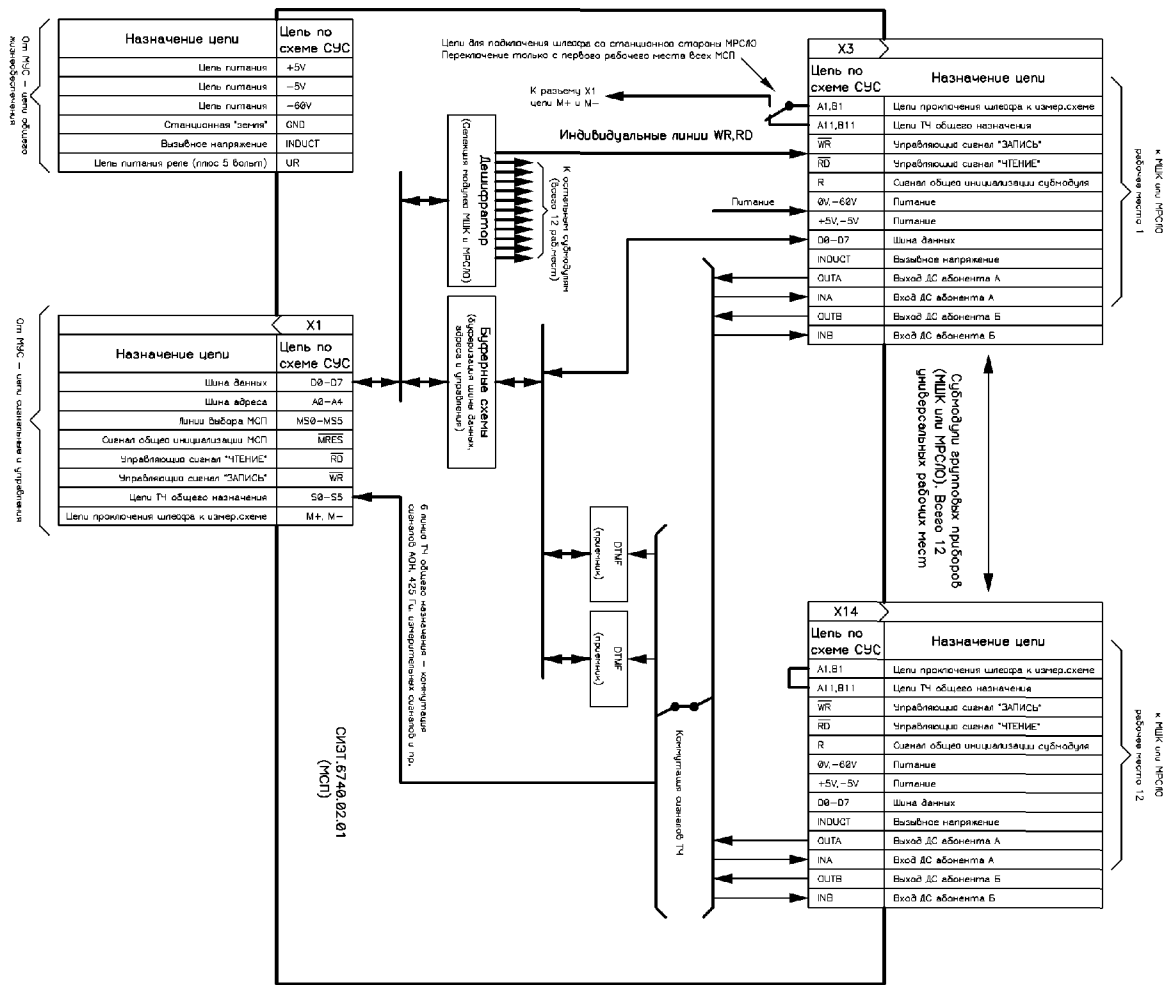 От МУС – цепи общего
жизнеобеспечения
Назначение цепи
Цепь по
схеме СУС
Цепь питания +5V
Цепь питания −5V
Цепь питания −60V
Станционная "земля" GND
Вызывное напряжение INDUCT
Цепь питания реле (плюс 5 вольт) UR
От МУС – цепи сигнальные и управления
X1
Назначение цепи
Цепь по
схеме СУС
Шина данных D0−D7
Шина адреса A0−A4
Линии выбора МСП MS0−MS5
Сигнал общей инициализации МСП MRES
Управляющий сигнал "ЧТЕНИЕ" RD
Управляющий сигнал "ЗАПИСЬ" WR
Цепи ТЧ общего назначения S0−S5
Цепи проключения шлейфа к измер.схеме M+, M−
Цепи для подключения шлейфа со станционной стороны МРСЛО
Переключение только с первого рабочего места всех МСП
К разъему X1
цепи M+ и M−
Индивидуальные линии WR,RD
Дешифратор
(Селекция модулей МШК и МРСЛО)
К остальным субмодулям
(всего 12 раб.мест)
Питание
Буферные схемы
(буферизация шины данных,
адреса и управления)
DTMF
(приемник)
DTMF
(приемник)
6 линий ТЧ общего назначения – коммутация
сигналов АОН, 425 Гц, измерительных сигналов и пр.
Коммутация сигналов ТЧ
СИЗТ.6740.02.01
(МСП)
X3
Цепь по
схеме СУС
Назначение цепи
A1,B1 Цепи проключения шлейфа к измер.схеме
A11,B11 Цепи ТЧ общего назначения
WR Управляющий сигнал "ЗАПИСЬ"
RD Управляющий сигнал "ЧТЕНИЕ"
R Сигнал общей инициализации субмодуля
0V,−60V Питание
+5V,−5V Питание
D0−D7 Шина данных
INDUCT Вызывное напряжение
OUTA Выход ДС абонента А
INA Вход ДС абонента А
OUTB Выход ДС абонента Б
INB Вход ДС абонента Б
к МШК или МРСЛО
рабочее место 1
Субмодули групповых приборов
(МШК или МРСЛО). Всего 12
универсальных рабочих мест
X14
Цепь по
схеме СУС
Назначение цепи
A1,B1 Цепи проключения шлейфа к измер.схеме
A11,B11 Цепи ТЧ общего назначения
WR Управляющий сигнал "ЗАПИСЬ"
RD Управляющий сигнал "ЧТЕНИЕ"
R Сигнал общей инициализации субмодуля
0V,−60V Питание
+5V,−5V Питание
D0−D7 Шина данных
INDUCT Вызывное напряжение
OUTA Выход ДС абонента А
INA Вход ДС абонента А
OUTB Выход ДС абонента Б
INB Вход ДС абонента Б
к МШК или МРСЛО
рабочее место 12